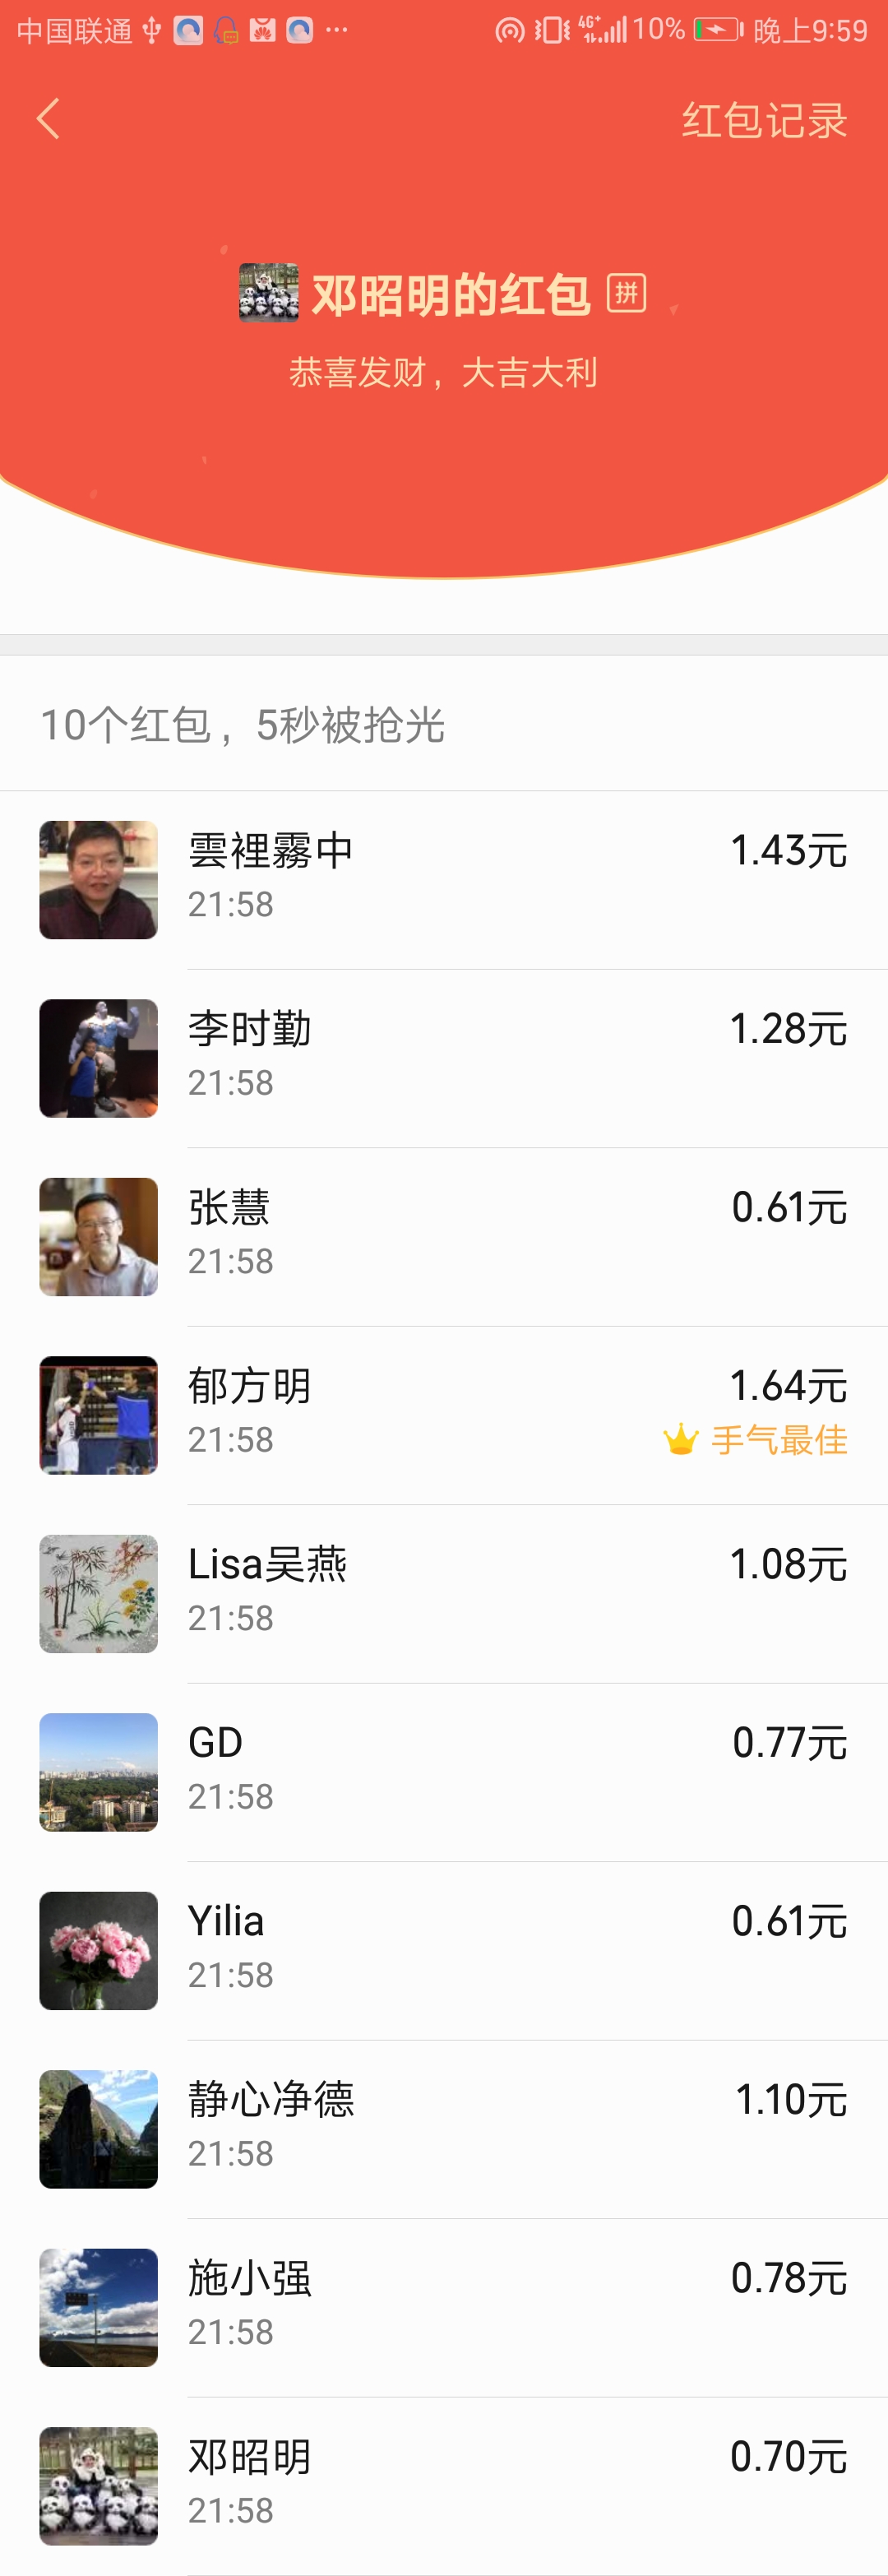 中国联通 ··· 4G+ 10% 晚上9:59
红包记录
邓昭明的红包 拼
恭喜发财，大吉大利
10个红包，5秒被抢光
雲裡霧中 1.43元
21:58
李时勤 1.28元
21:58
张慧 0.61元
21:58
郁方明 1.64元
21:58 手气最佳
Lisa吴燕 1.08元
21:58
GD 0.77元
21:58
Yilia 0.61元
21:58
静心净德 1.10元
21:58
施小强 0.78元
21:58
邓昭明 0.70元
21:58